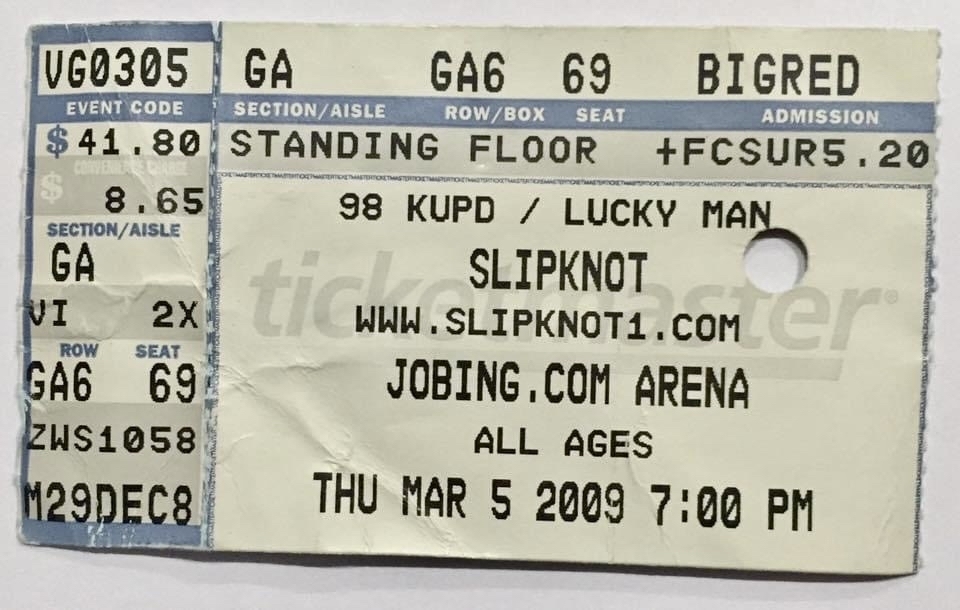 VG0305
EVENT CODE
$ 41.80
CONVENIENCE CHARGE
$ 8.65
SECTION/AISLE
GA
VI 2X
ROW SEAT
GA6 69
ZWS1058
M29DEC8
GA GA6 69 BIGRED
SECTION/AISLE ROW/BOX SEAT ADMISSION
STANDING FLOOR +FCSUR5.20
98 KUPD / LUCKY MAN
SLIPKNOT
ticketmaster®
WWW.SLIPKNOT1.COM
JOBING.COM ARENA
ALL AGES
THU MAR 5 2009 7:00 PM